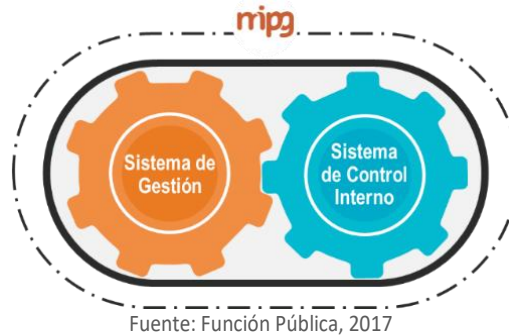 mipg
Sistema de
Gestión
Sistema
de Control
Interno
Fuente: Función Pública, 2017